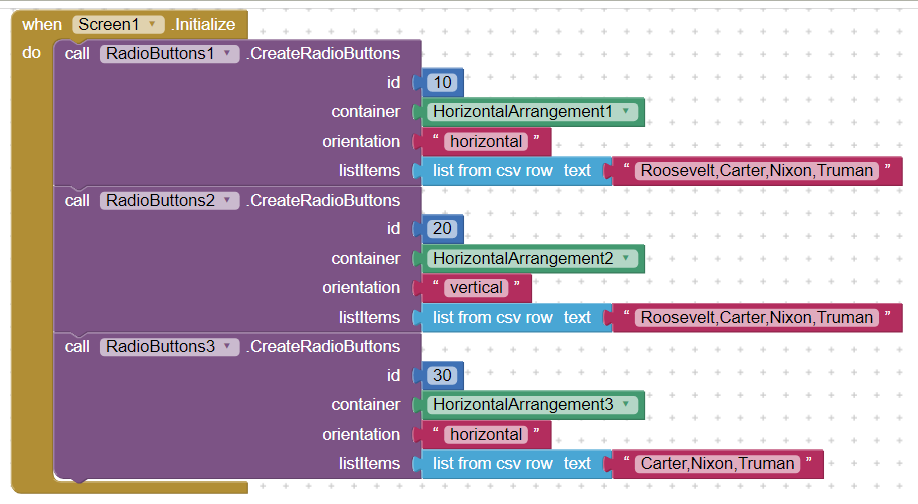 when Screen1 .Initialize
do call RadioButtons1 .CreateRadioButtons
id 10
container HorizontalArrangement1
orientation “ horizontal ”
listItems list from csv row text “ Roosevelt,Carter,Nixon,Truman ”
call RadioButtons2 .CreateRadioButtons
id 20
container HorizontalArrangement2
orientation “ vertical ”
listItems list from csv row text “ Roosevelt,Carter,Nixon,Truman ”
call RadioButtons3 .CreateRadioButtons
id 30
container HorizontalArrangement3
orientation “ horizontal ”
listItems list from csv row text “ Carter,Nixon,Truman ”